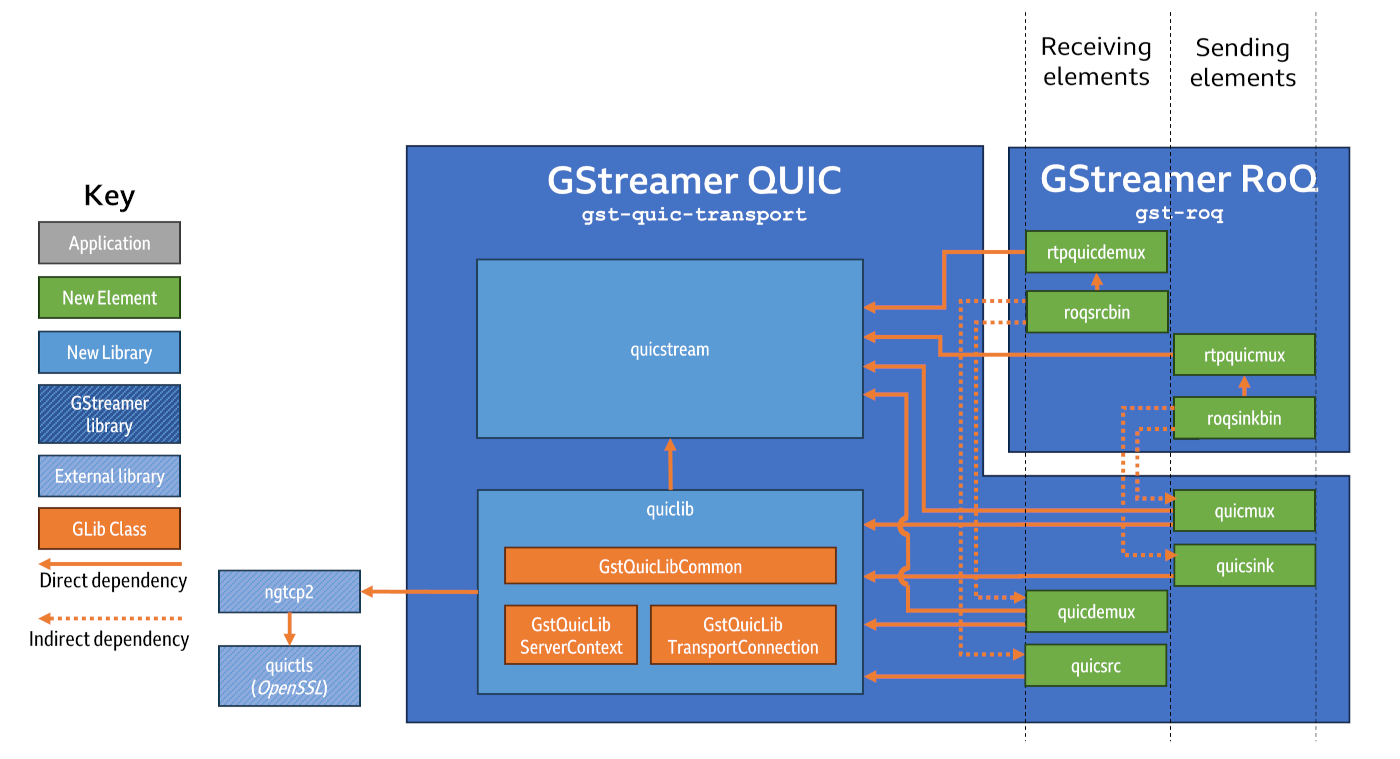 Receiving
elements
Sending
elements
Key
Application
New Element
New Library
GStreamer
library
External library
GLib Class
Direct dependency
Indirect dependency
ngtcp2
quictls
(OpenSSL)
GStreamer QUIC
gst-quic-transport
quicstream
quiclib
GstQuicLibCommon
GstQuicLib
ServerContext
GstQuicLib
TransportConnection
GStreamer RoQ
gst-roq
rtpquicdemux
roqsrcbin
rtpquicmux
roqsinkbin
quicmux
quicsink
quicdemux
quicsrc